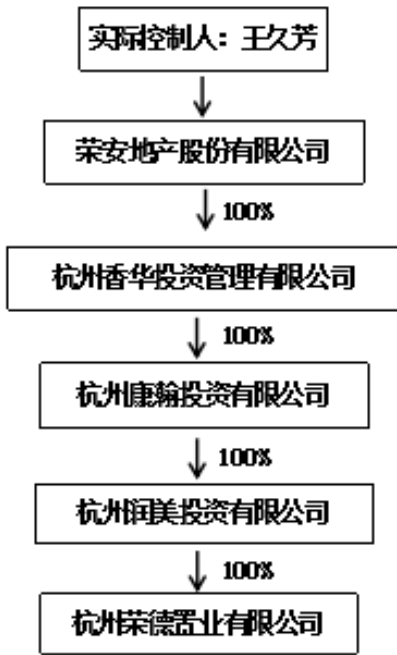 实际控制人：王久芳
荣安地产股份有限公司
100%
杭州香华投资管理有限公司
100%
杭州康翰投资有限公司
100%
杭州润美投资有限公司
100%
杭州荣德置业有限公司